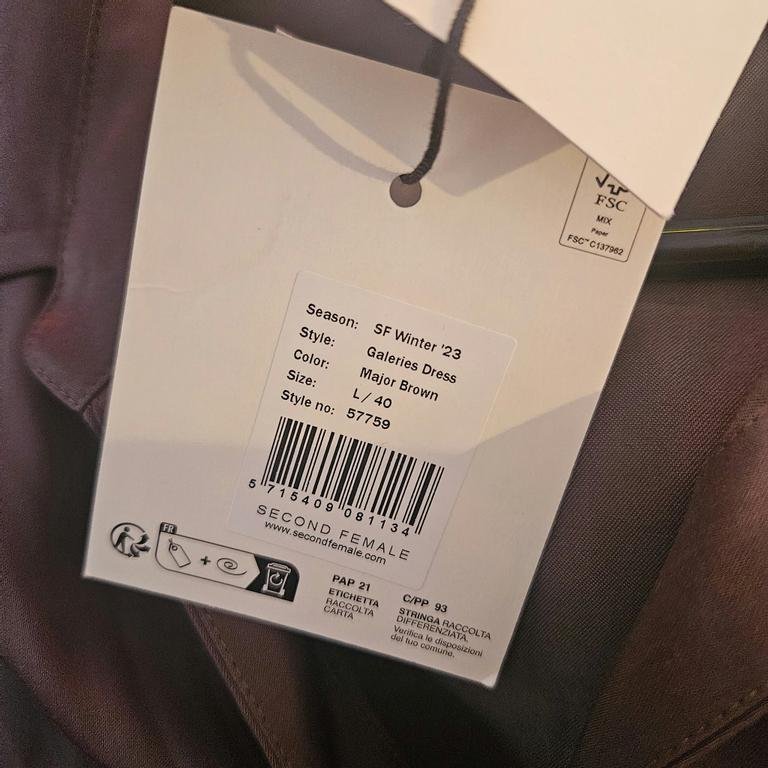 FSC
MIX
Paper
FSC™ C137962
Season: SF Winter '23
Style: Galeries Dress
Color: Major Brown
Size: L / 40
Style no: 57759
5 715409 081134
SECOND FEMALE
www.secondfemale.com
FR
+
PAP 21
ETICHETTA
RACCOLTA
CARTA
C/PP 93
STRINGA RACCOLTA
DIFFERENZIATA.
Verifica le disposizioni
del tuo comune.